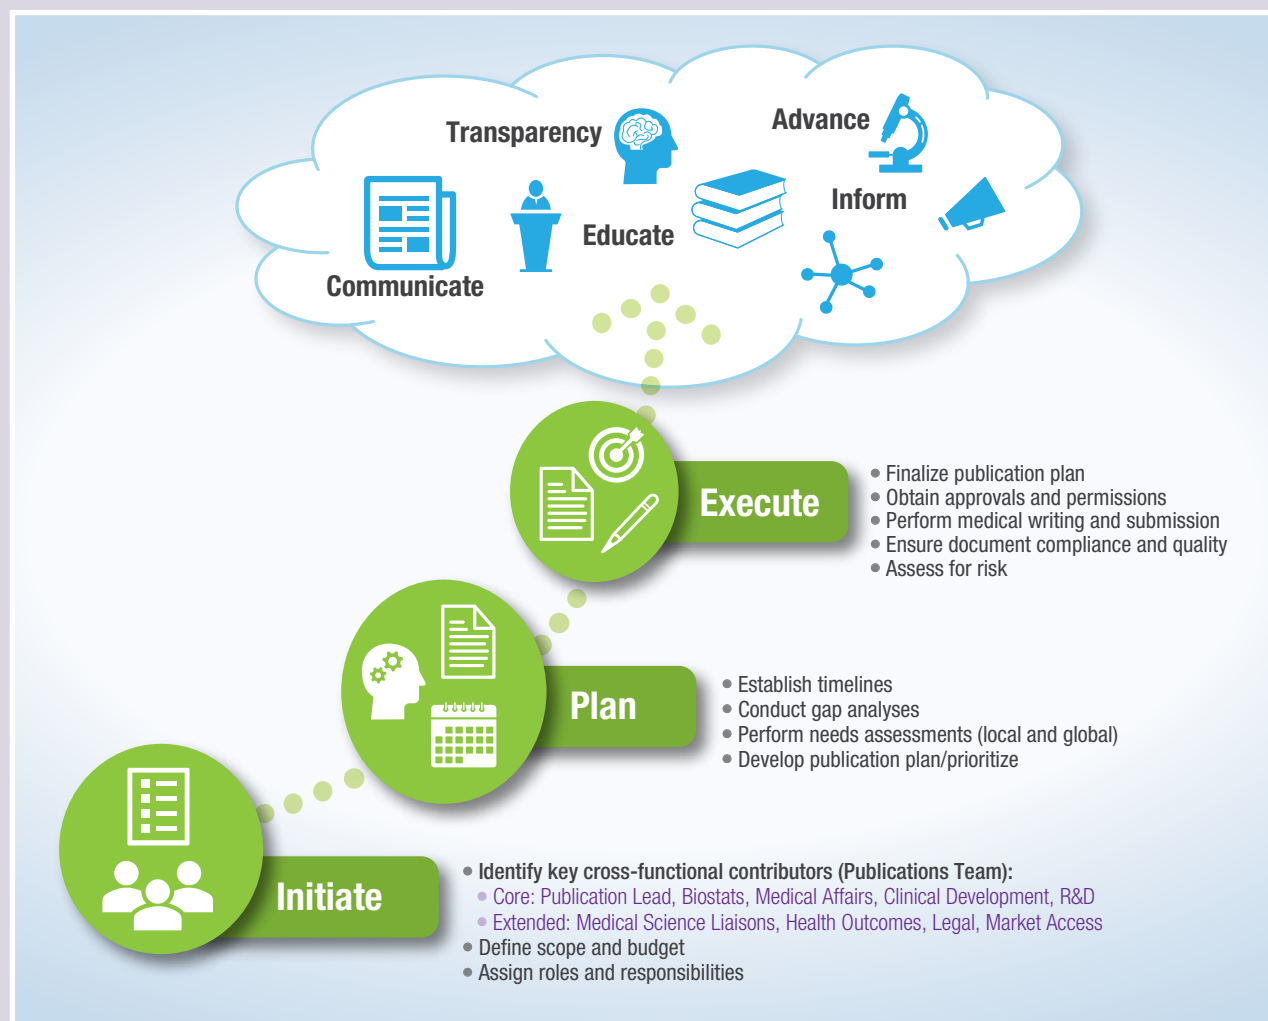 Transparency
Advance
Inform
Educate
Communicate
Execute
• Finalize publication plan
• Obtain approvals and permissions
• Perform medical writing and submission
• Ensure document compliance and quality
• Assess for risk
Plan
• Establish timelines
• Conduct gap analyses
• Perform needs assessments (local and global)
• Develop publication plan/prioritize
Initiate
• Identify key cross-functional contributors (Publications Team):
• Core: Publication Lead, Biostats, Medical Affairs, Clinical Development, R&D
• Extended: Medical Science Liaisons, Health Outcomes, Legal, Market Access
• Define scope and budget
• Assign roles and responsibilities